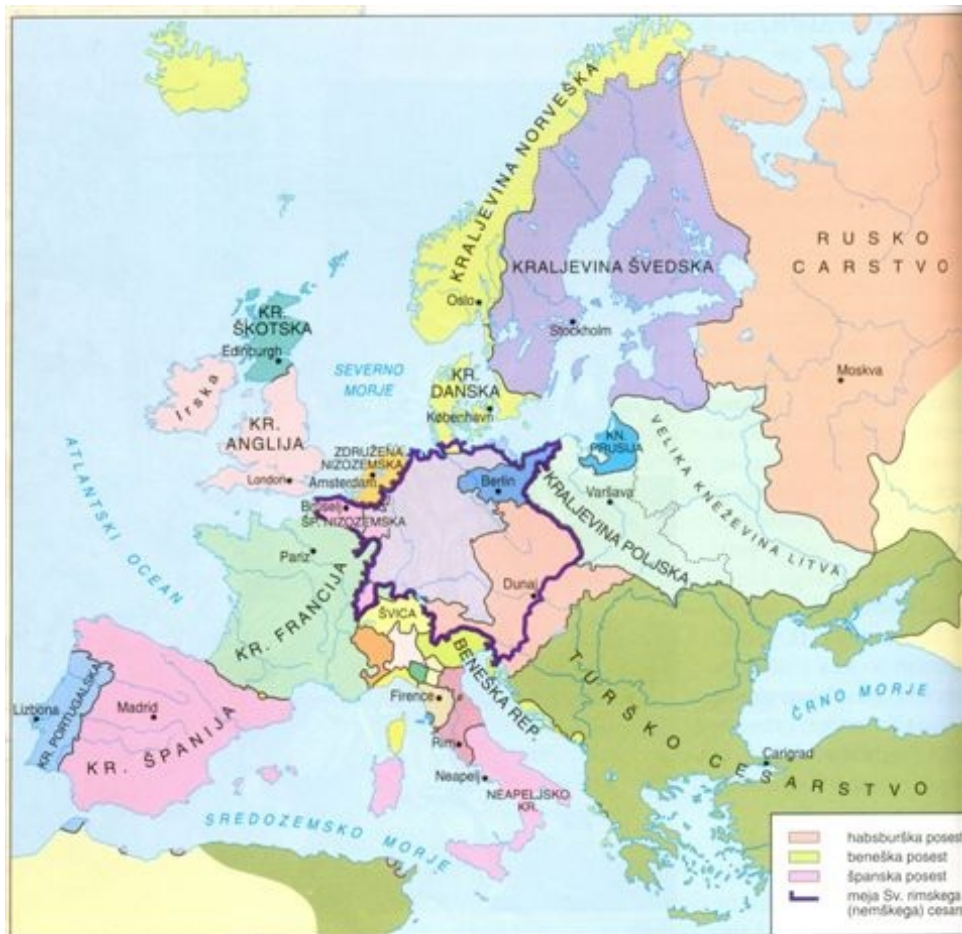 KRALJEVINA NORVEŠKA
RUSKO
CARSTVO
KRALJEVINA ŠVEDSKA
Oslo
Stockholm
KR.
ŠKOTSKA
Edinburgh
SEVERNO
MORJE
KR.
DANSKA
København
Moskva
Irska
KR.
ANGLIJA
London
ZDRUŽENA
NIZOZEMSKA
Amsterdam
KN.
PRUSIJA
VELIKA KNEŽEVINA LITVA
Berlin
Varšava
KRALJEVINA POLJSKA
Bruselj
ŠP. NIZOZEMSKA
ATLANTSKI OCEAN
Pariz
KR. FRANCIJA
Dunaj
ŠVICA
BENEŠKA REP.
TURŠKO CESARSTVO
ČRNO MORJE
Carigrad
Firence
Rim
Neapelj
NEAPELJSKO
KR.
Lizbona
KR. PORTUGALSKA
Madrid
KR. ŠPANIJA
SREDOZEMSKO MORJE
habsburška posest
beneška posest
španska posest
meja Sv. rimskega
(nemškega) cesar